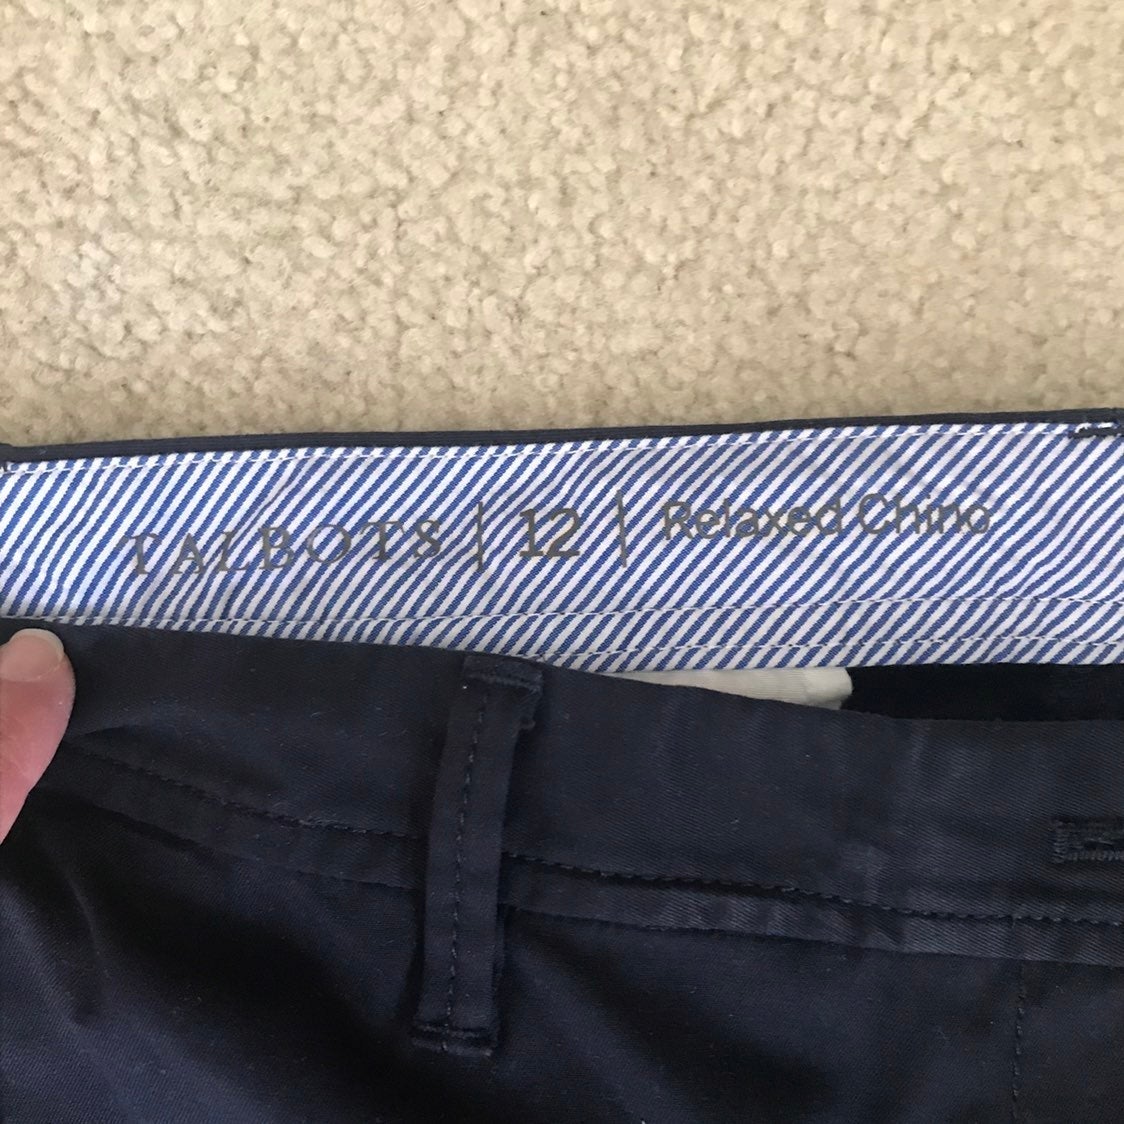 TALBOTS | 12 | Relaxed Chino